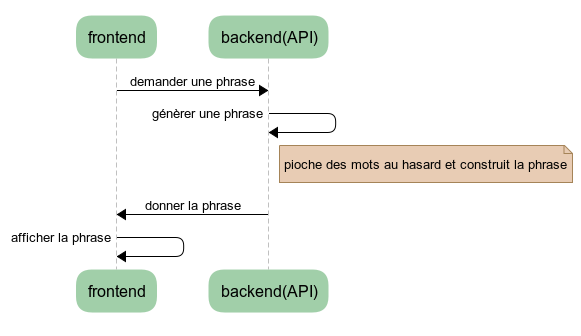 frontend
backend(API)
demander une phrase
génèrer une phrase
pioche des mots au hasard et construit la phrase
donner la phrase
afficher la phrase
frontend
backend(API)